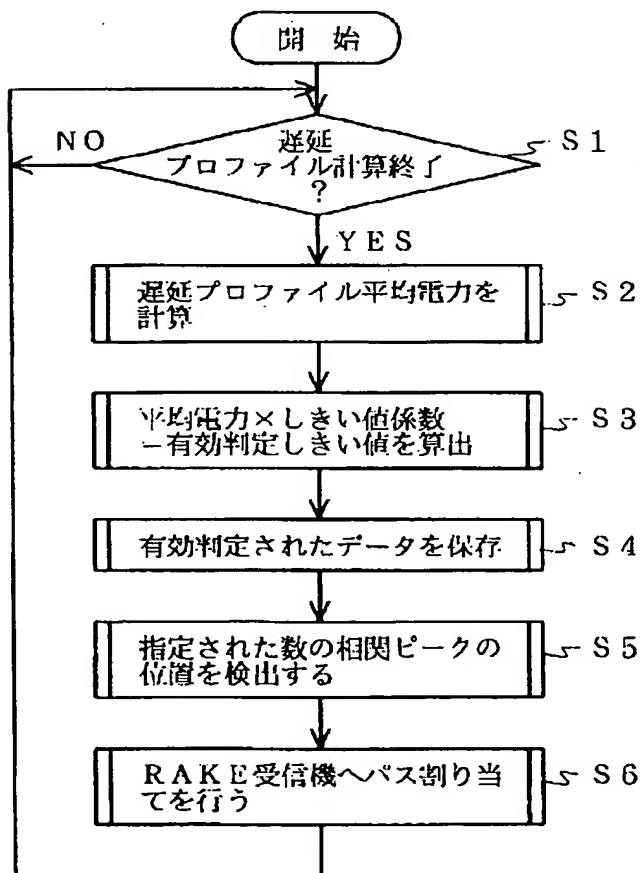 開 始
NO
遅延
プロファイル計算終了
?
S1
YES
遅延プロファイル平均電力を
計算
S2
平均電力×しきい値係数
=有効判定しきい値を算出
S3
有効判定されたデータを保存
S4
指定された数の相関ピークの
位置を検出する
S5
RAKE受信機へパス割り当
てを行う
S6